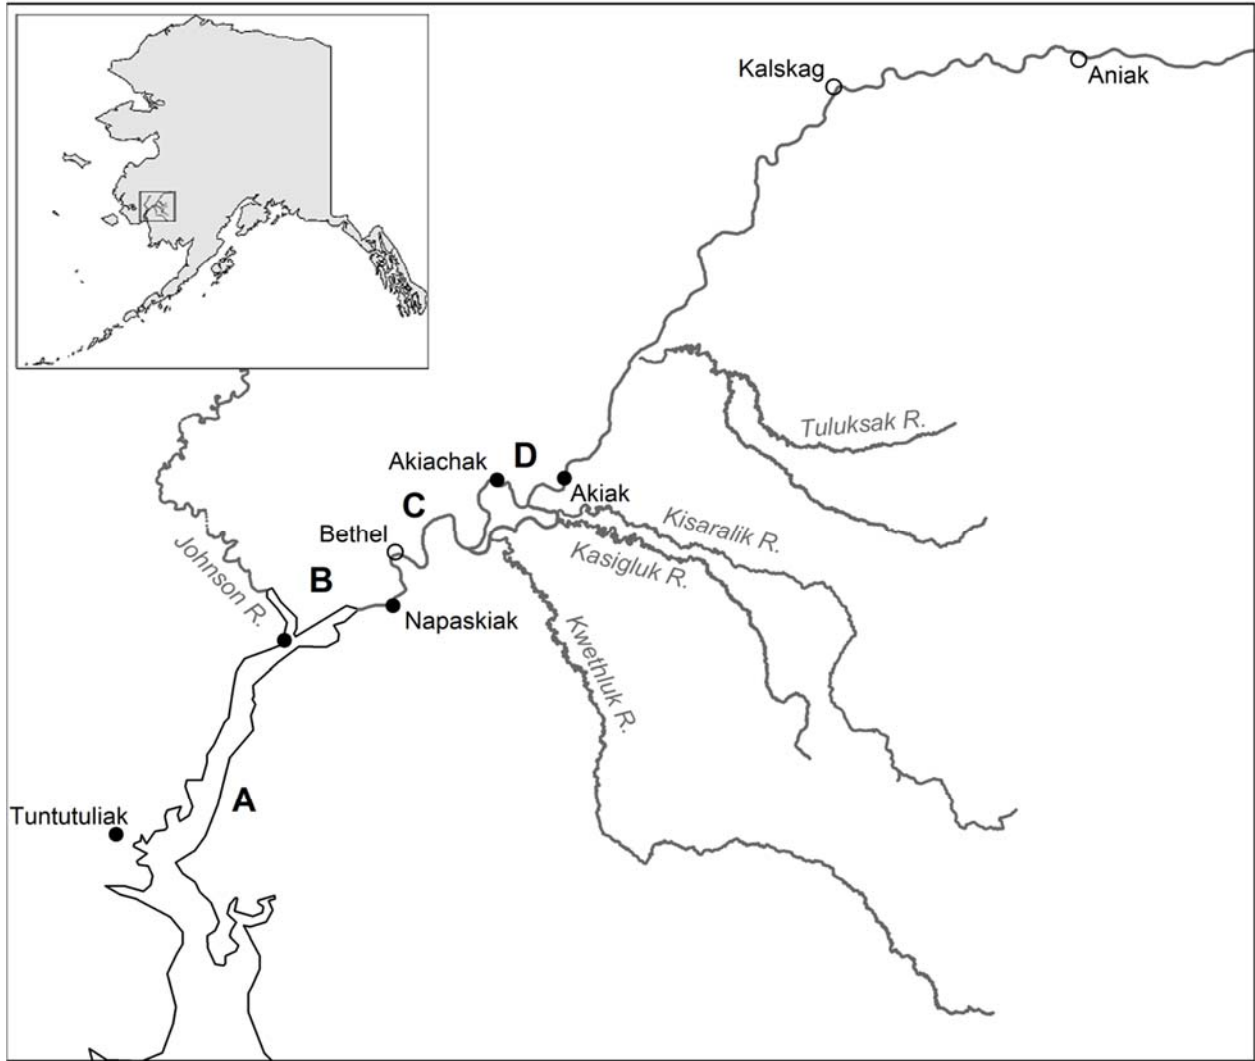 Kalskag
Aniak
Tuluksak R.
Akiachak
D
Akiak
C
Kisaralik R.
Bethel
Kasigluk R.
Johnson R.
B
Napaskiak
Kwethluk R.
A
Tuntutuliak